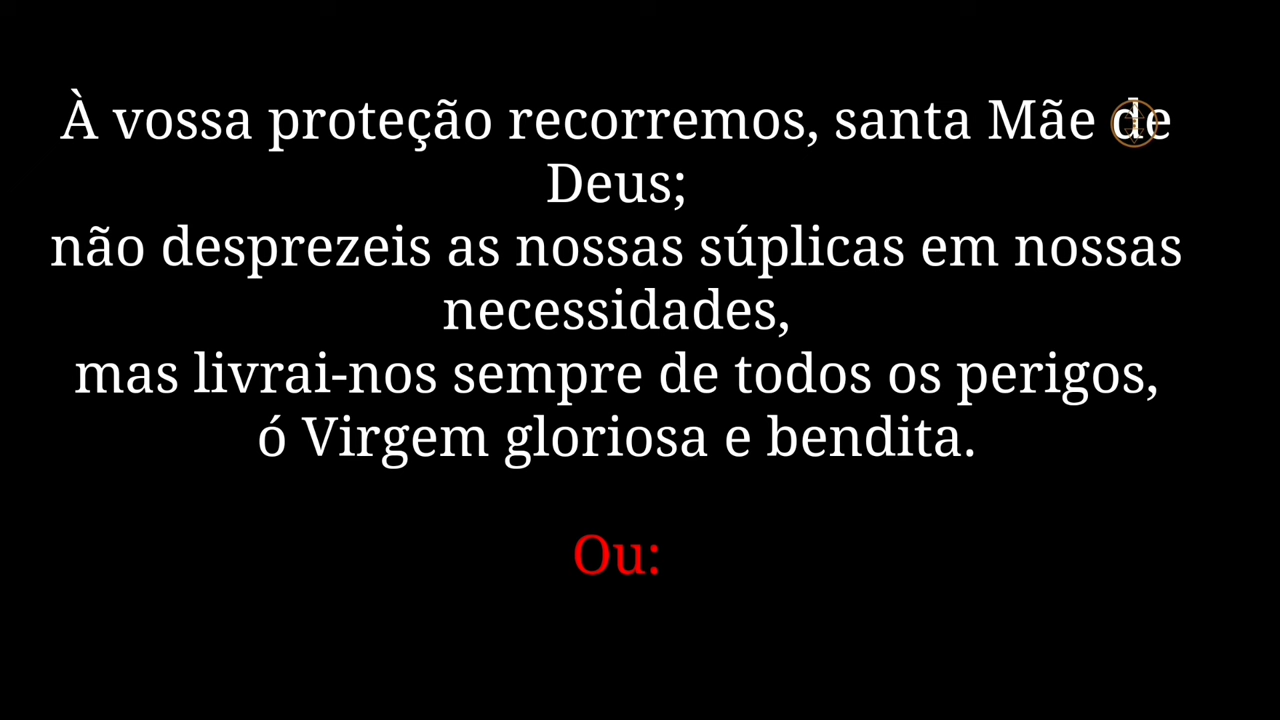 À vossa proteção recorremos, santa Mãe de
Deus;
não desprezeis as nossas súplicas em nossas
necessidades,
mas livrai-nos sempre de todos os perigos,
ó Virgem gloriosa e bendita.
Ou: